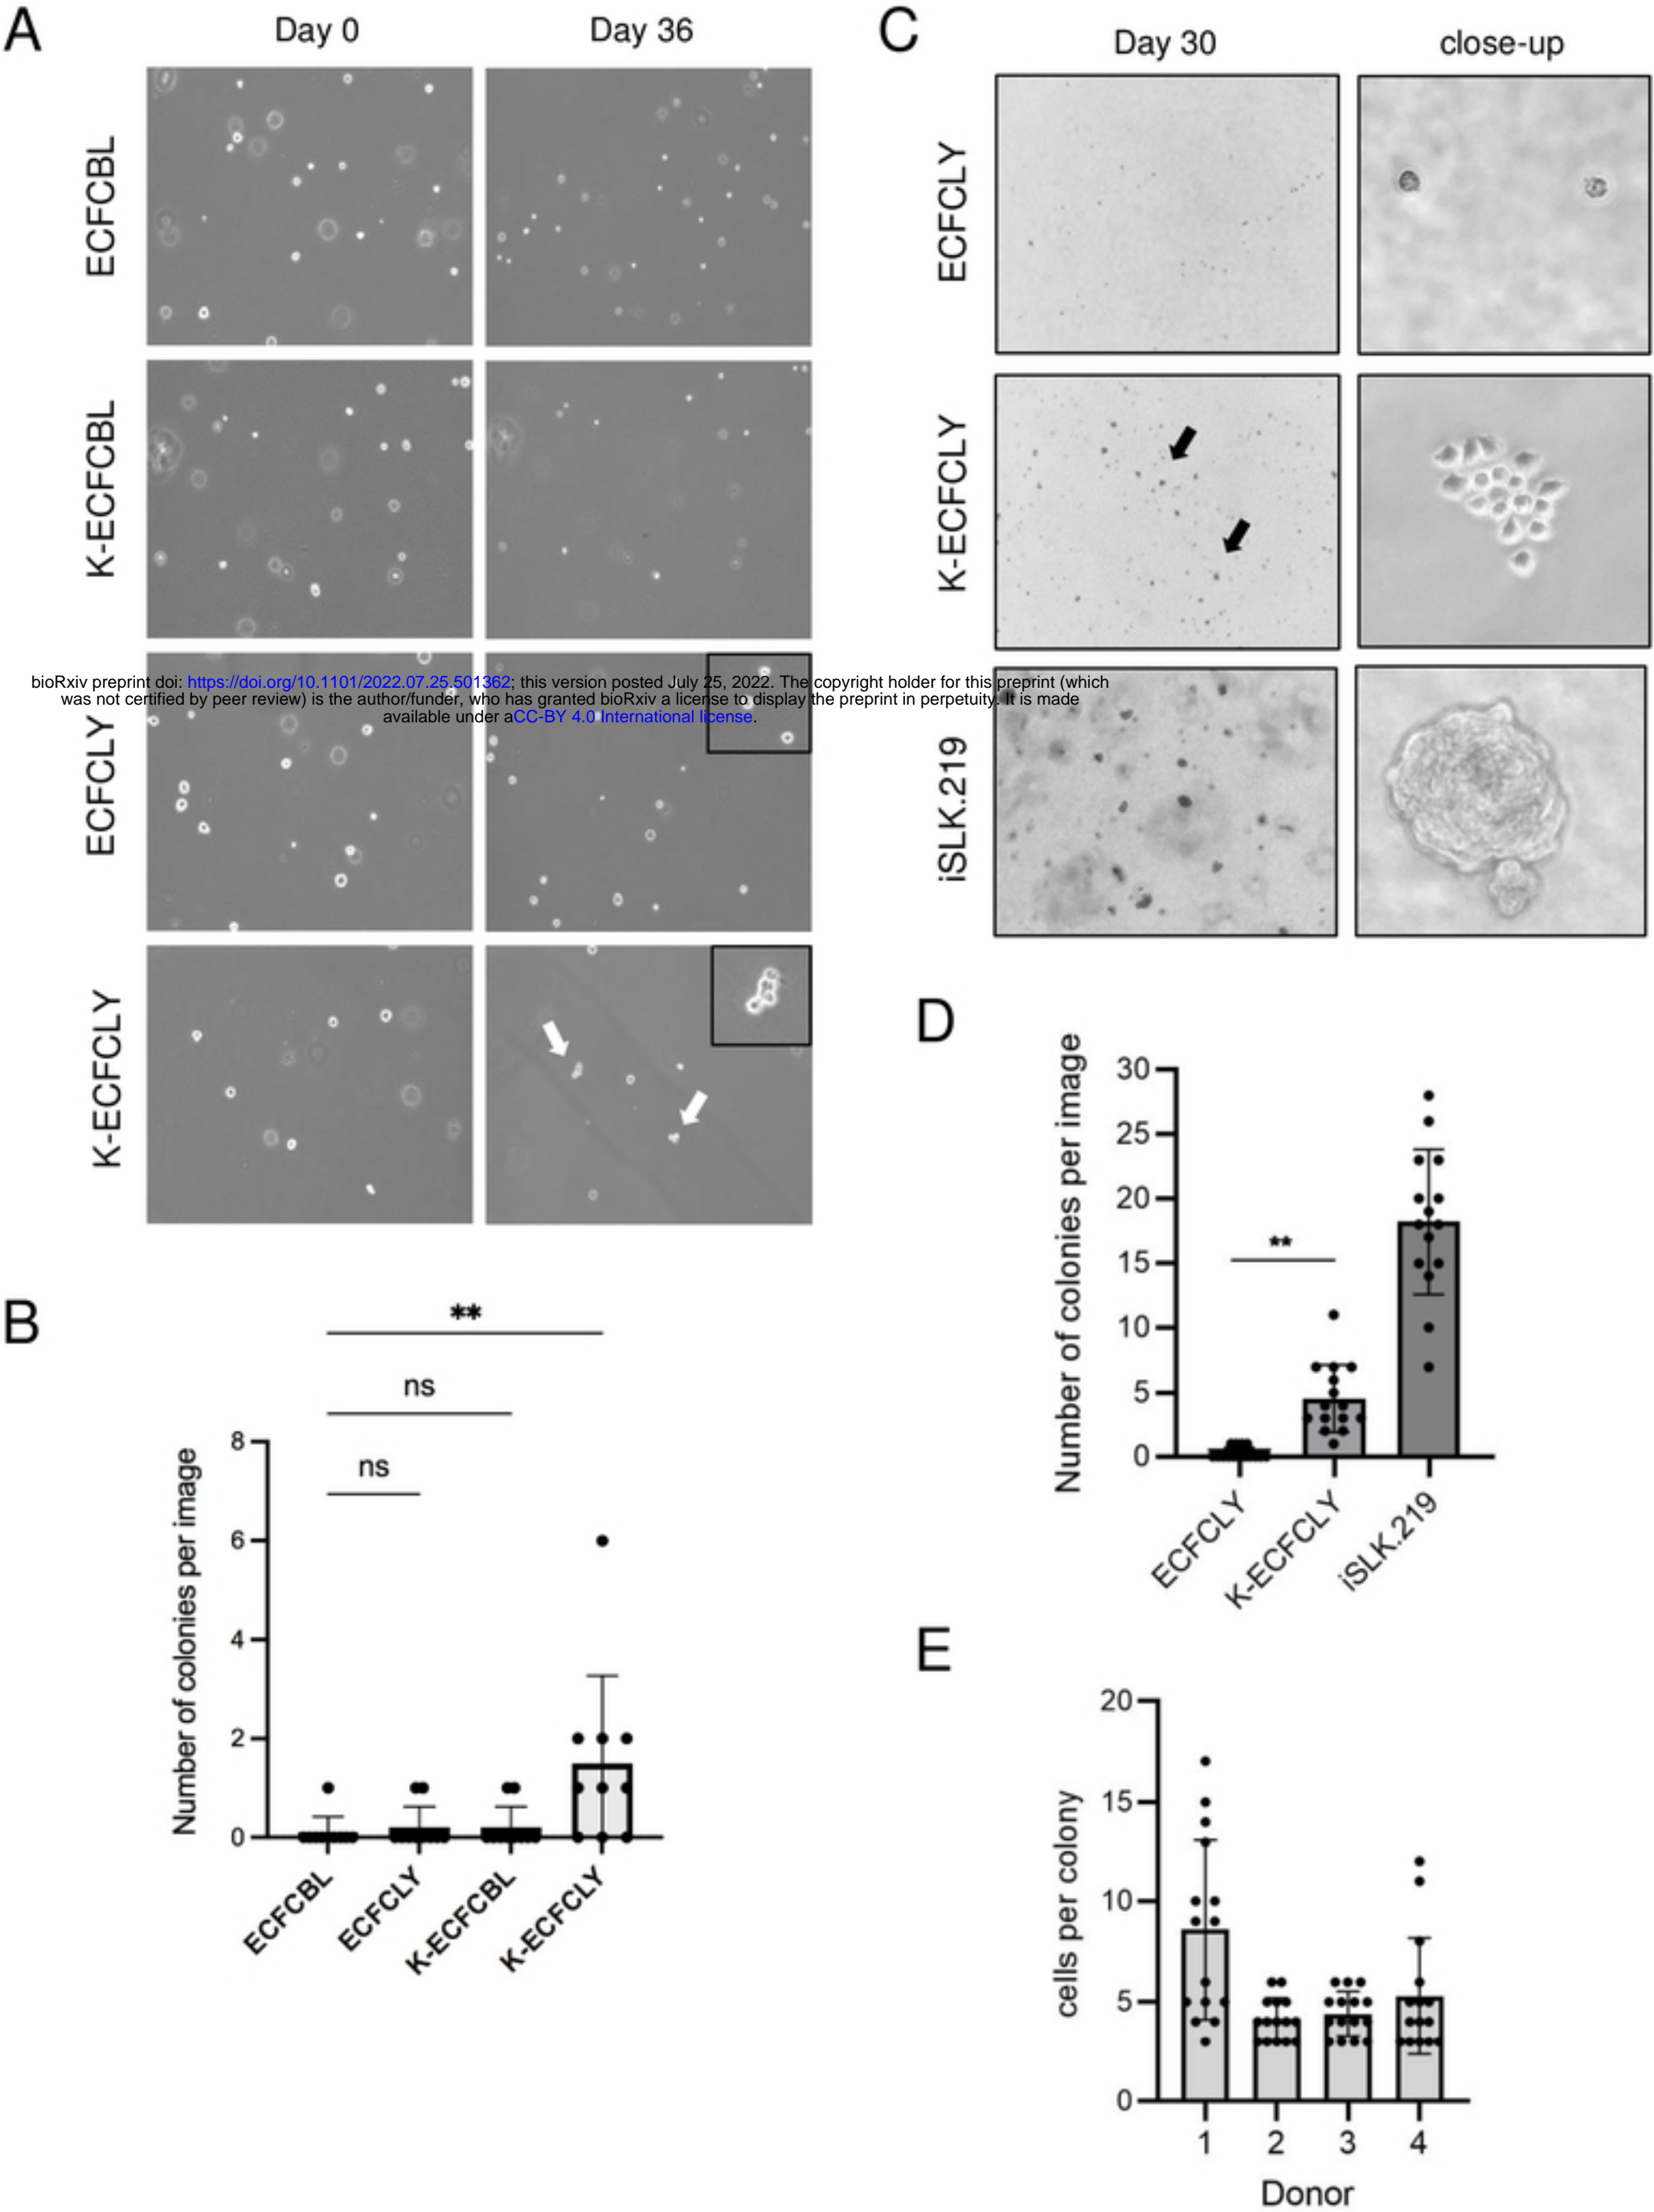 A
Day 0
Day 36
ECFCBL
K-ECFCBL
bioRxiv preprint doi: https://doi.org/10.1101/2022.07.25.501362; this version posted July 25, 2022. The copyright holder for this preprint (which
was not certified by peer review) is the author/funder, who has granted bioRxiv a license to display the preprint in perpetuity. It is made
available under aCC-BY 4.0 International license.
ECFCLY
K-ECFCLY
C
Day 30
close-up
ECFCLY
K-ECFCLY
iSLK.219
B
**
ns
ns
Number of colonies per image
8
6
4
2
0
ECFCBL
ECFCLY
K-ECFCBL
K-ECFCLY
D
Number of colonies per image
30
25
20
15
10
5
0
**
ECFCLY
K-ECFCLY
iSLK.219
E
cells per colony
20
15
10
5
0
1
2
3
4
Donor